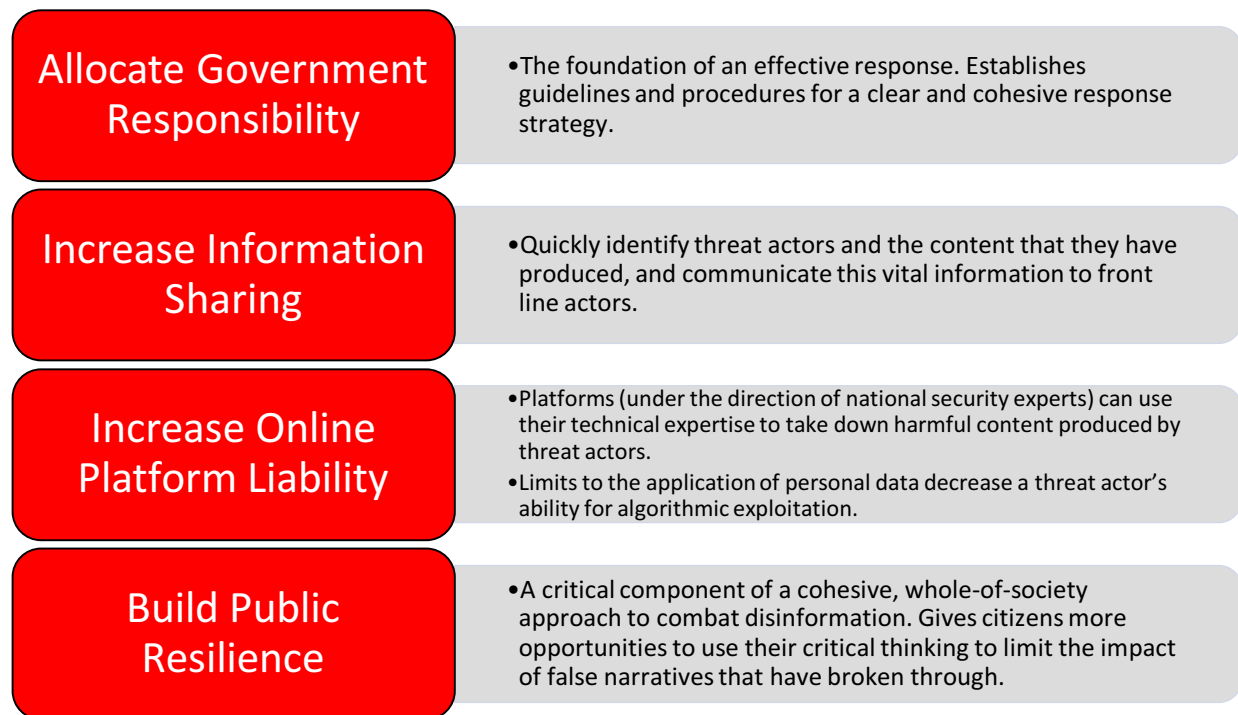 Allocate Government
Responsibility
•The foundation of an effective response. Establishes
guidelines and procedures for a clear and cohesive response
strategy.
Increase Information
Sharing
•Quickly identify threat actors and the content that they have
produced, and communicate this vital information to front
line actors.
Increase Online
Platform Liability
•Platforms (under the direction of national security experts) can use
their technical expertise to take down harmful content produced by
threat actors.
•Limits to the application of personal data decrease a threat actor’s
ability for algorithmic exploitation.
Build Public
Resilience
•A critical component of a cohesive, whole-of-society
approach to combat disinformation. Gives citizens more
opportunities to use their critical thinking to limit the impact
of false narratives that have broken through.